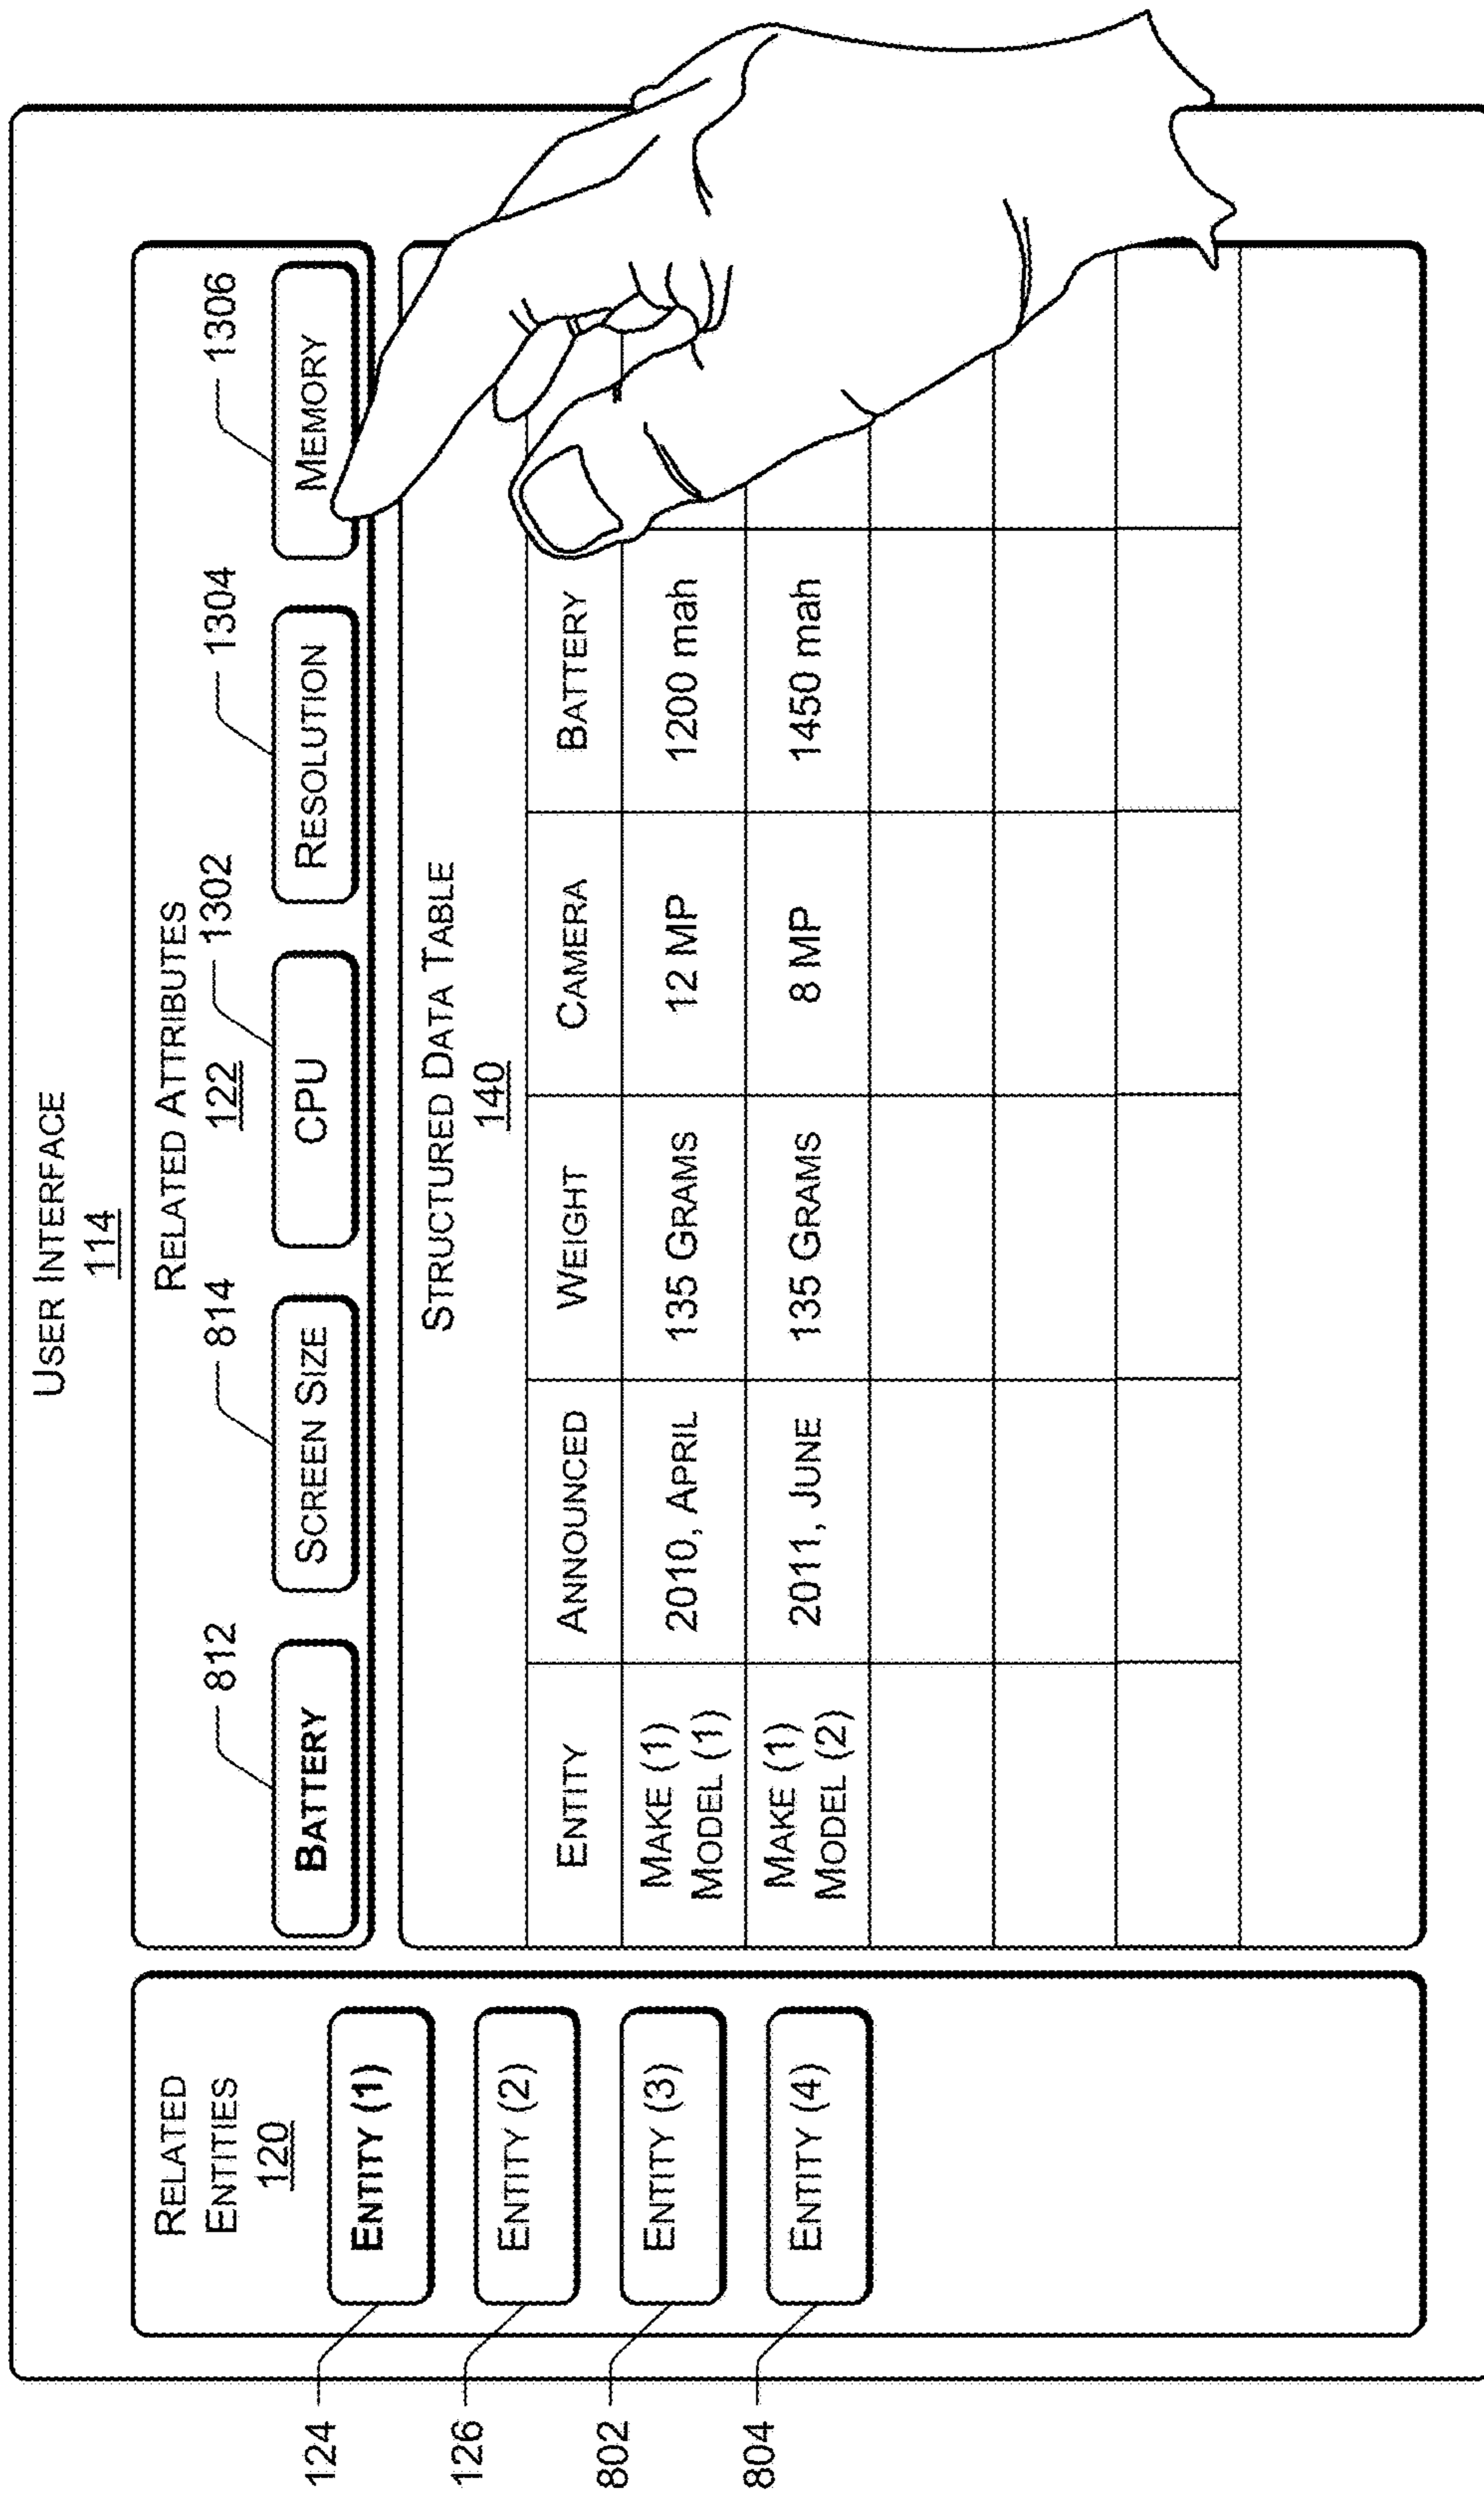 USER INTERFACE
114
RELATED
ENTITIES
120
124
ENTITY (1)
126
ENTITY (2)
802
ENTITY (3)
804
ENTITY (4)
RELATED ATTRIBUTES
122
812
814
1302
1304
1306
BATTERY
SCREEN SIZE
CPU
RESOLUTION
MEMORY
STRUCTURED DATA TABLE
140
ENTITY ANNOUNCED WEIGHT CAMERA BATTERY
MAKE (1)
MODEL (1)
2010, APRIL 135 GRAMS 12 MP 1200 mah
MAKE (1)
MODEL (2)
2011, JUNE 135 GRAMS 8 MP 1450 mah